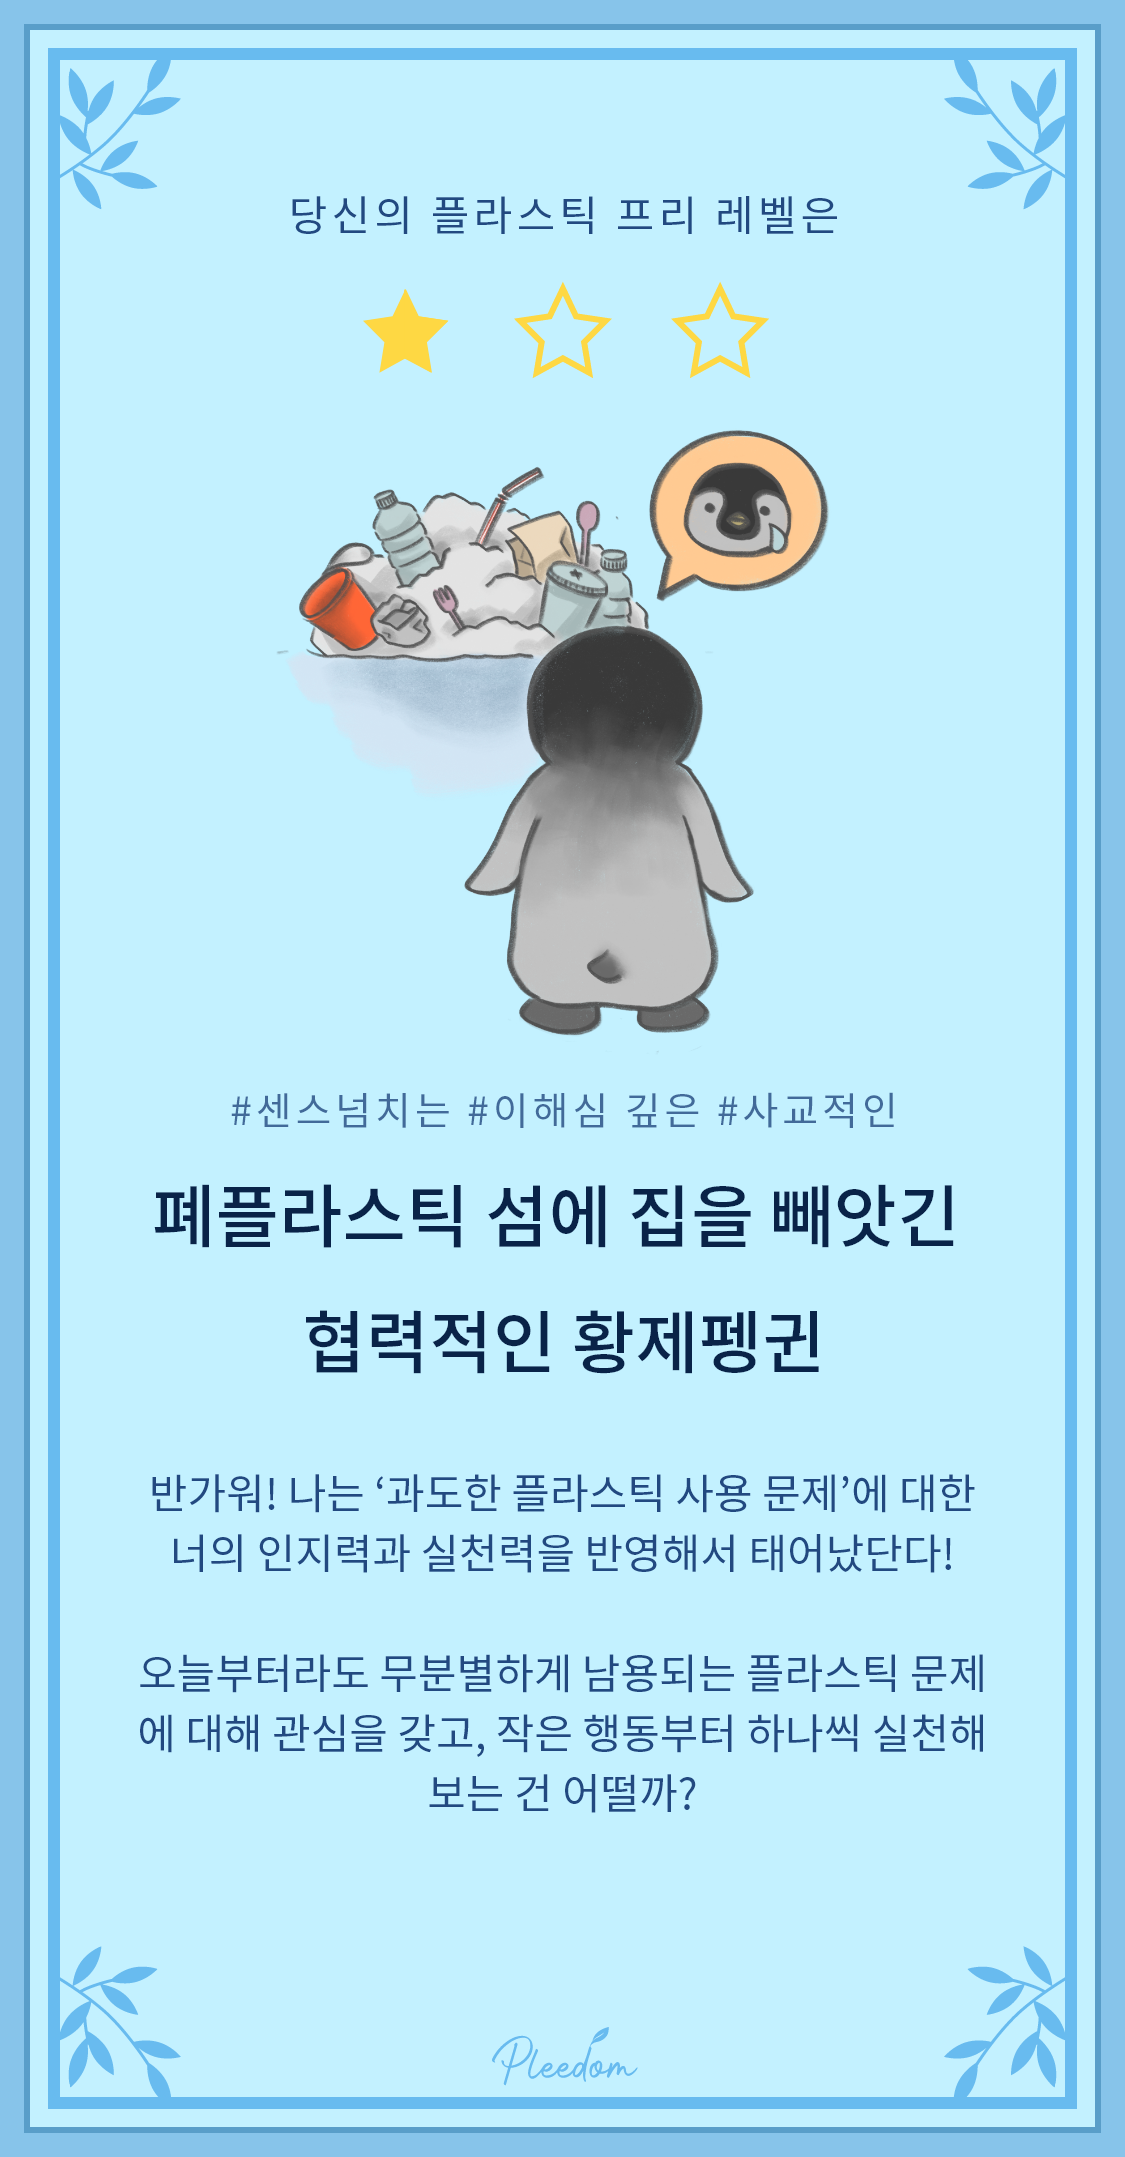 당신의 플라스틱 프리 레벨은
#센스넘치는 #이해심 깊은 #사교적인
폐플라스틱 섬에 집을 빼앗긴
협력적인 황제펭귄
반가워! 나는 ‘과도한 플라스틱 사용 문제’에 대한
너의 인지력과 실천력을 반영해서 태어났단다!
오늘부터라도 무분별하게 남용되는 플라스틱 문제
에 대해 관심을 갖고, 작은 행동부터 하나씩 실천해
보는 건 어떨까?
Pleedom